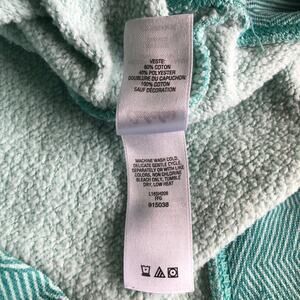 VESTE:
60% COTON
40% POLYESTER
DOUBLURE DU CAPUCHON:
100% COTON
SAUF DÉCORATION
MACHINE WASH COLD,
DELICATE GENTLE CYCLE,
SEPARATELY OR WITH LIKE
COLORS, NON CHLORINE
BLEACH ONLY, TUMBLE
DRY, LOW HEAT
915038